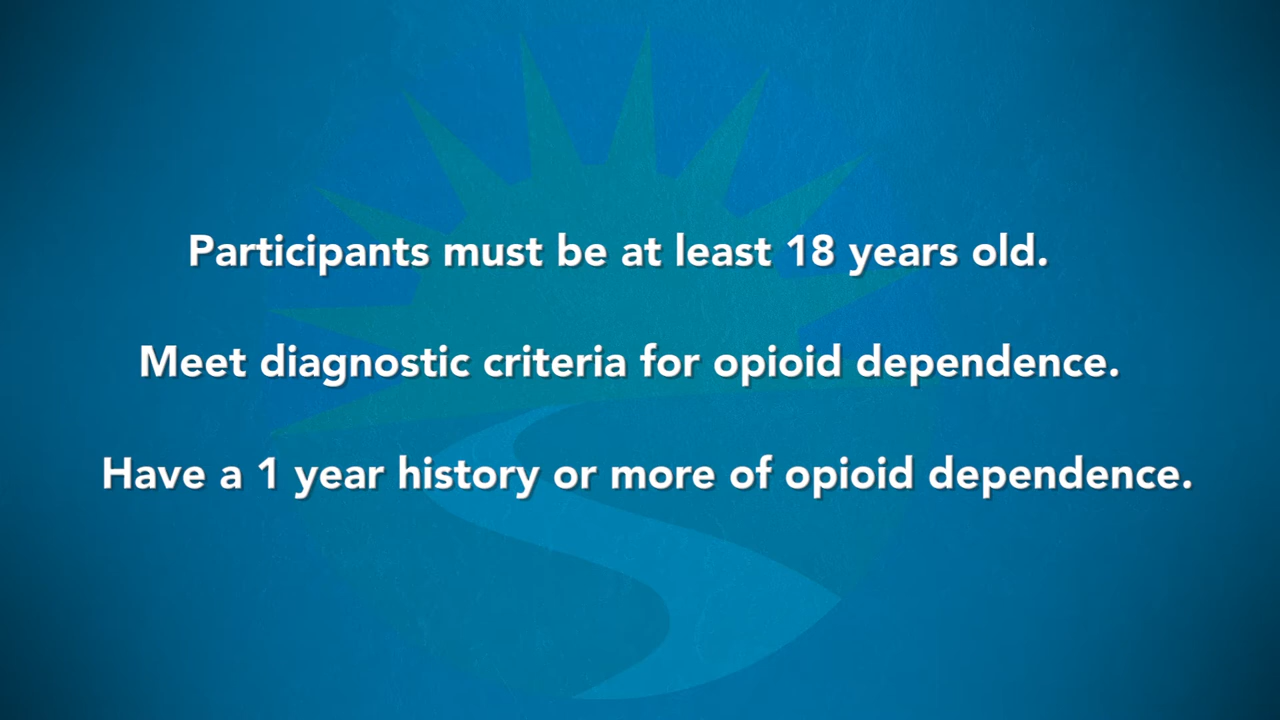 Participants must be at least 18 years old.
Meet diagnostic criteria for opioid dependence.
Have a 1 year history or more of opioid dependence.